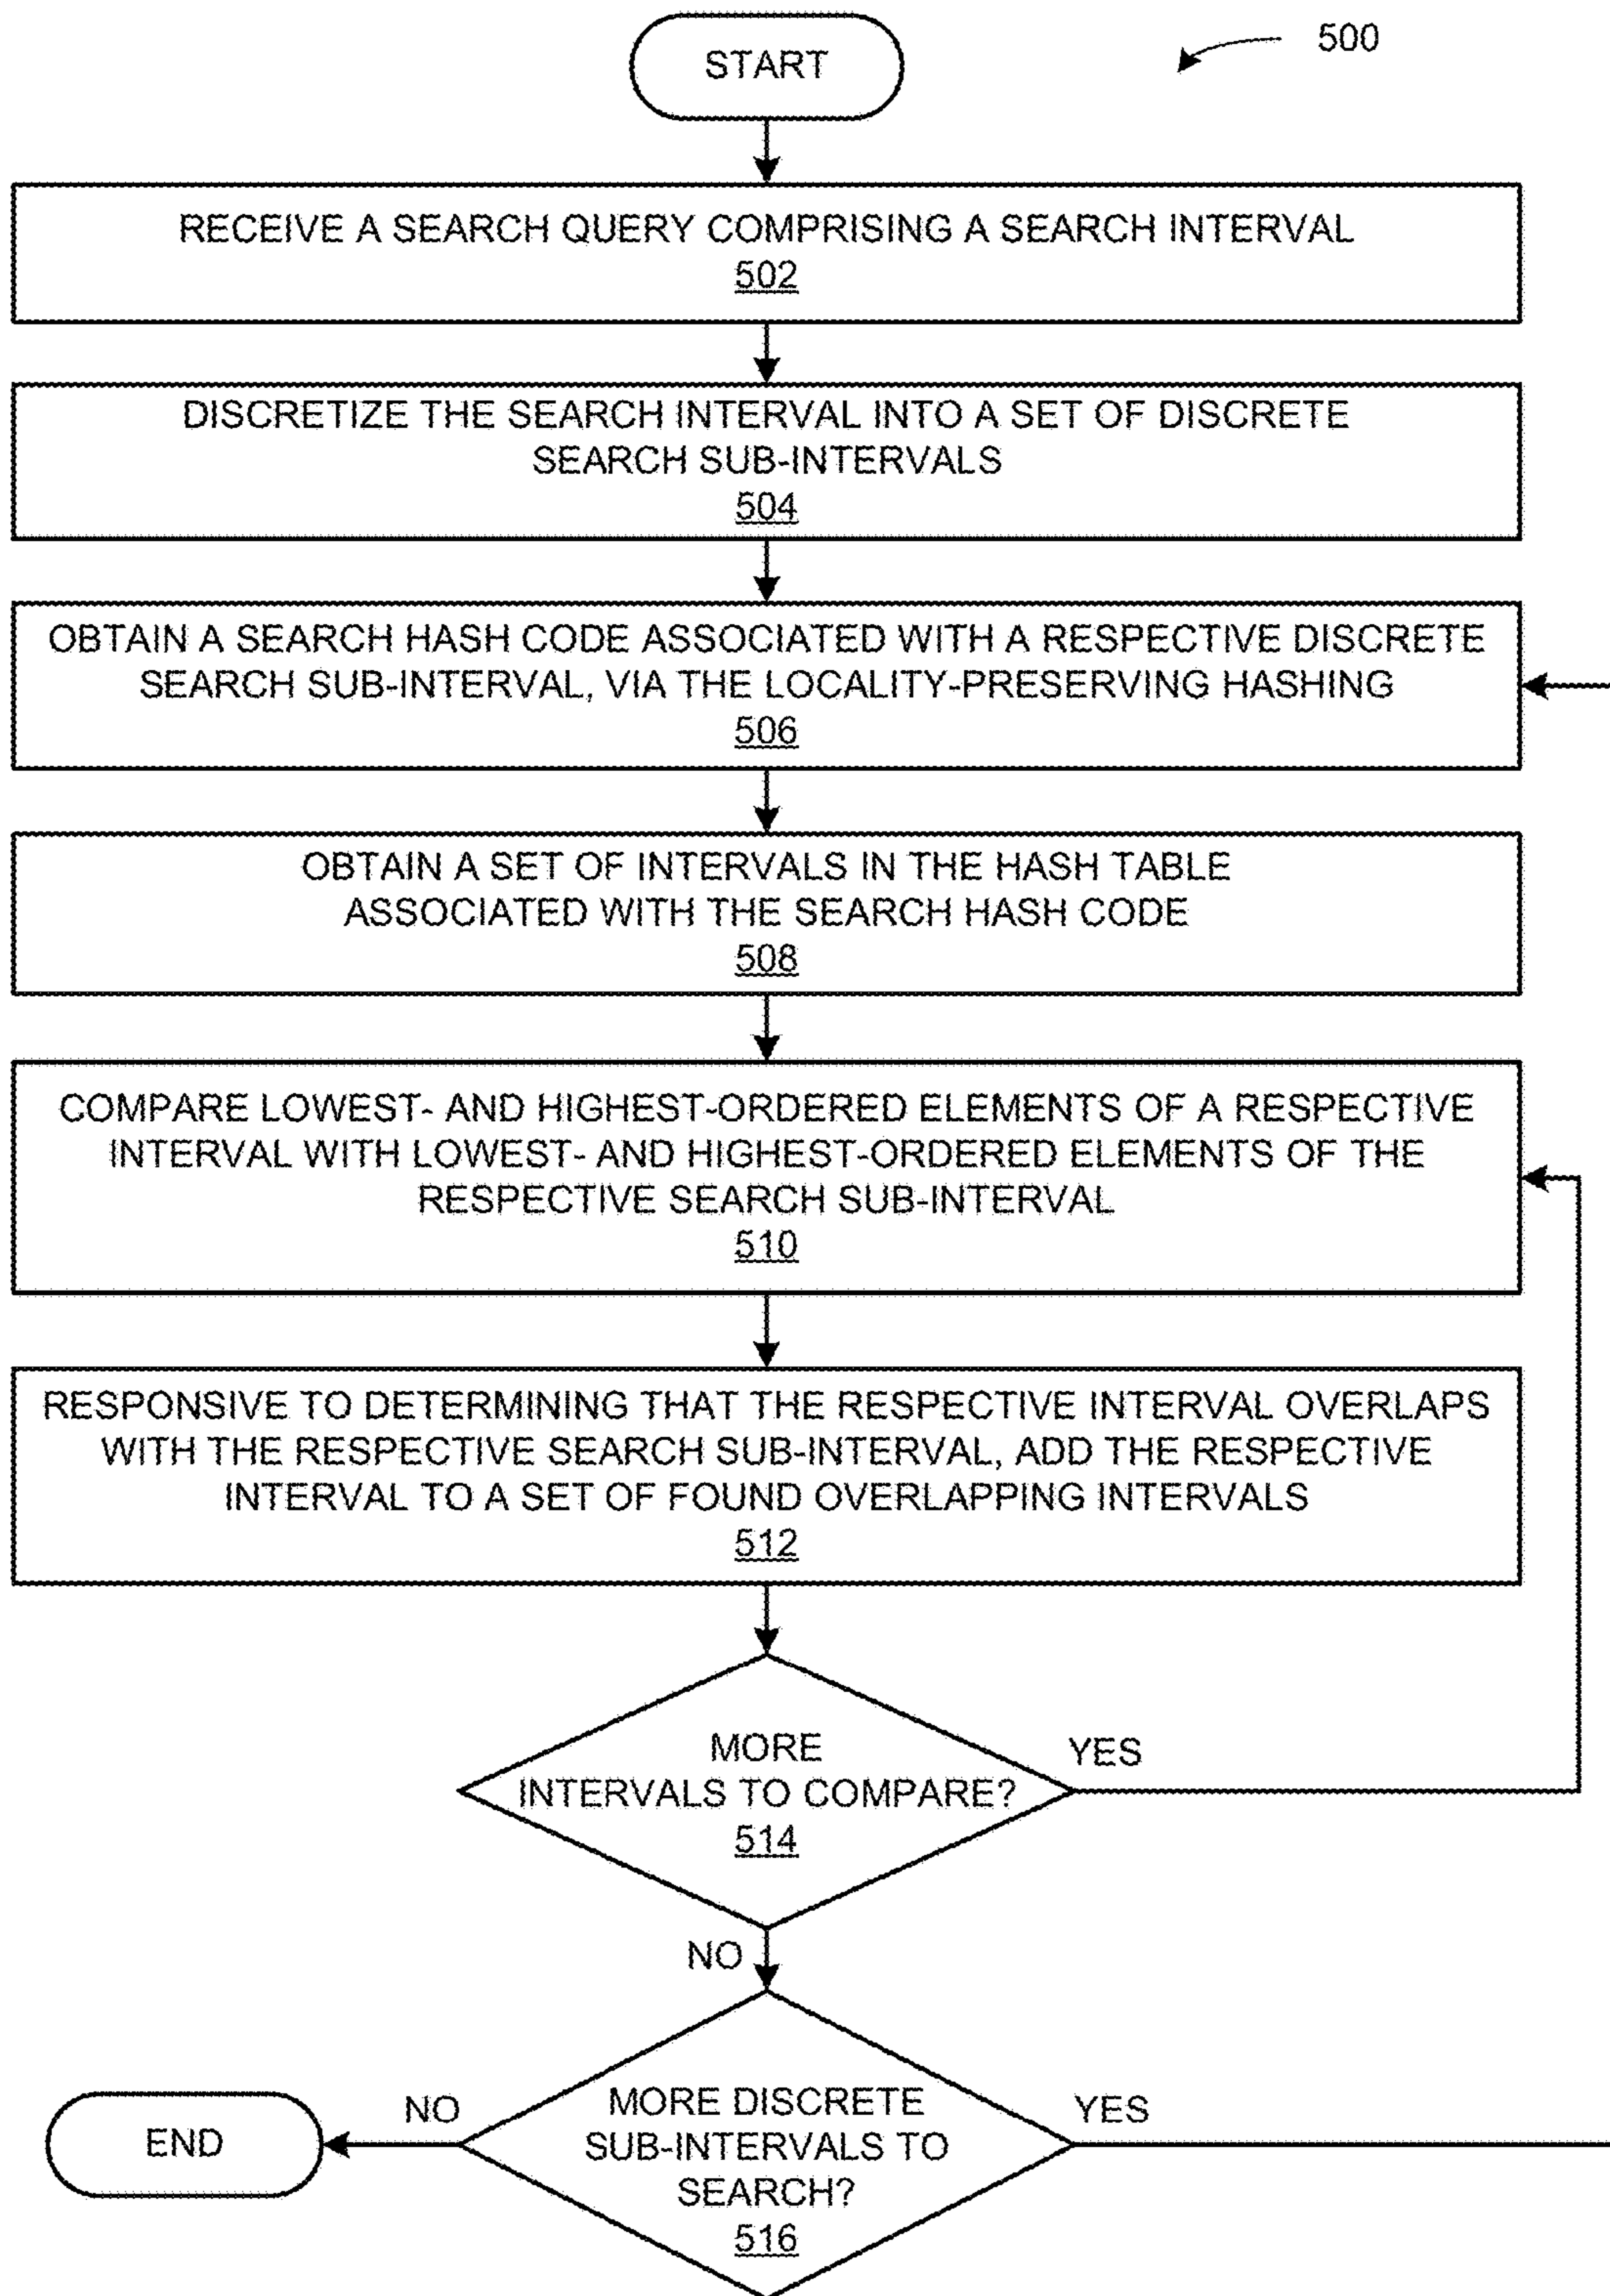 START
500
RECEIVE A SEARCH QUERY COMPRISING A SEARCH INTERVAL
502
DISCRETIZE THE SEARCH INTERVAL INTO A SET OF DISCRETE
SEARCH SUB-INTERVALS
504
OBTAIN A SEARCH HASH CODE ASSOCIATED WITH A RESPECTIVE DISCRETE
SEARCH SUB-INTERVAL, VIA THE LOCALITY-PRESERVING HASHING
506
OBTAIN A SET OF INTERVALS IN THE HASH TABLE
ASSOCIATED WITH THE SEARCH HASH CODE
508
COMPARE LOWEST- AND HIGHEST-ORDERED ELEMENTS OF A RESPECTIVE
INTERVAL WITH LOWEST- AND HIGHEST-ORDERED ELEMENTS OF THE
RESPECTIVE SEARCH SUB-INTERVAL
510
RESPONSIVE TO DETERMINING THAT THE RESPECTIVE INTERVAL OVERLAPS
WITH THE RESPECTIVE SEARCH SUB-INTERVAL, ADD THE RESPECTIVE
INTERVAL TO A SET OF FOUND OVERLAPPING INTERVALS
512
MORE
INTERVALS TO COMPARE?
514
YES
NO
MORE DISCRETE
SUB-INTERVALS TO
SEARCH?
516
YES
NO
END